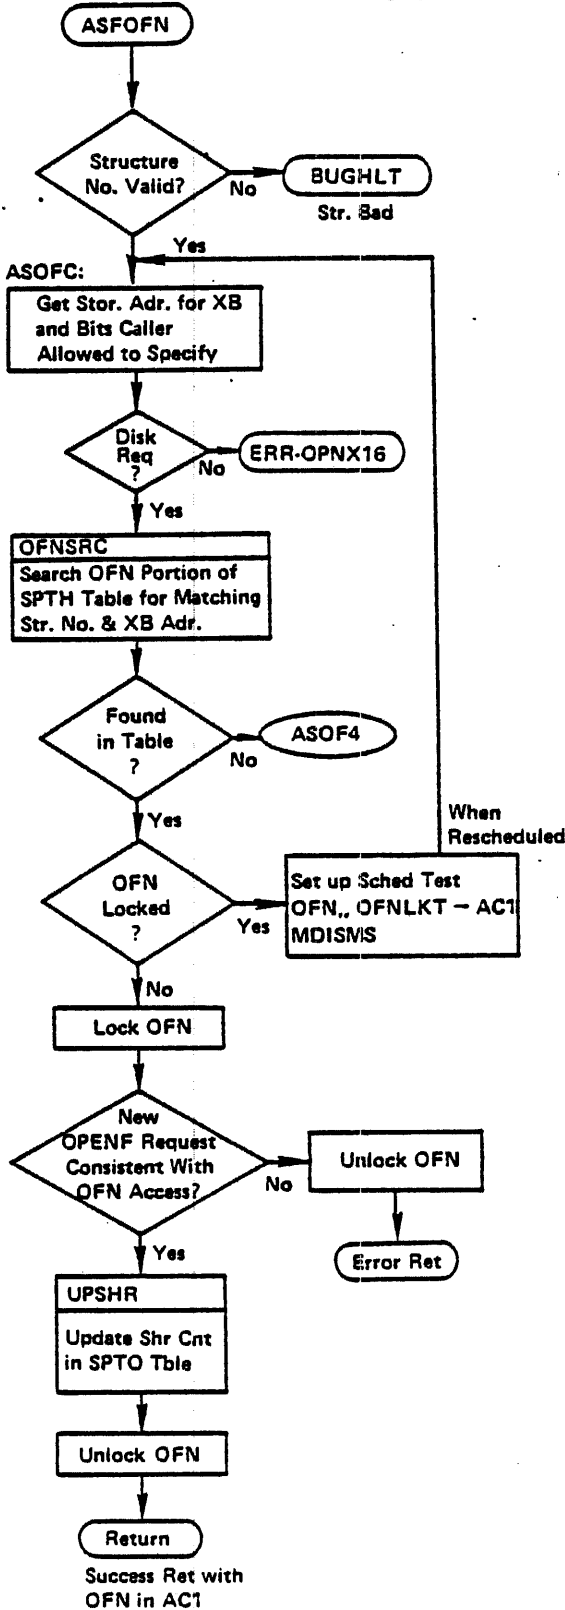 ASFOFN
Structure
No. Valid?
No
BUGHLT
Str. Bad
Yes
ASOFC:
Get Stor. Adr. for XB
and Bits Caller
Allowed to Specify
Disk
Req
?
No
ERR-OPNX16
Yes
OFNSRC
Search OFN Portion of
SPTH Table for Matching
Str. No. & XB Adr.
Found
in Table
?
No
ASOF4
Yes
When
Rescheduled
OFN
Locked
?
Yes
Set up Sched Test
OFN,, OFNLKT – AC1
MDISMS
No
Lock OFN
New
OPENF Request
Consistent With
OFN Access?
No
Unlock OFN
Error Ret
Yes
UPSHR
Update Shr Cnt
in SPTO Tble
Unlock OFN
Return
Success Ret with
OFN in AC1